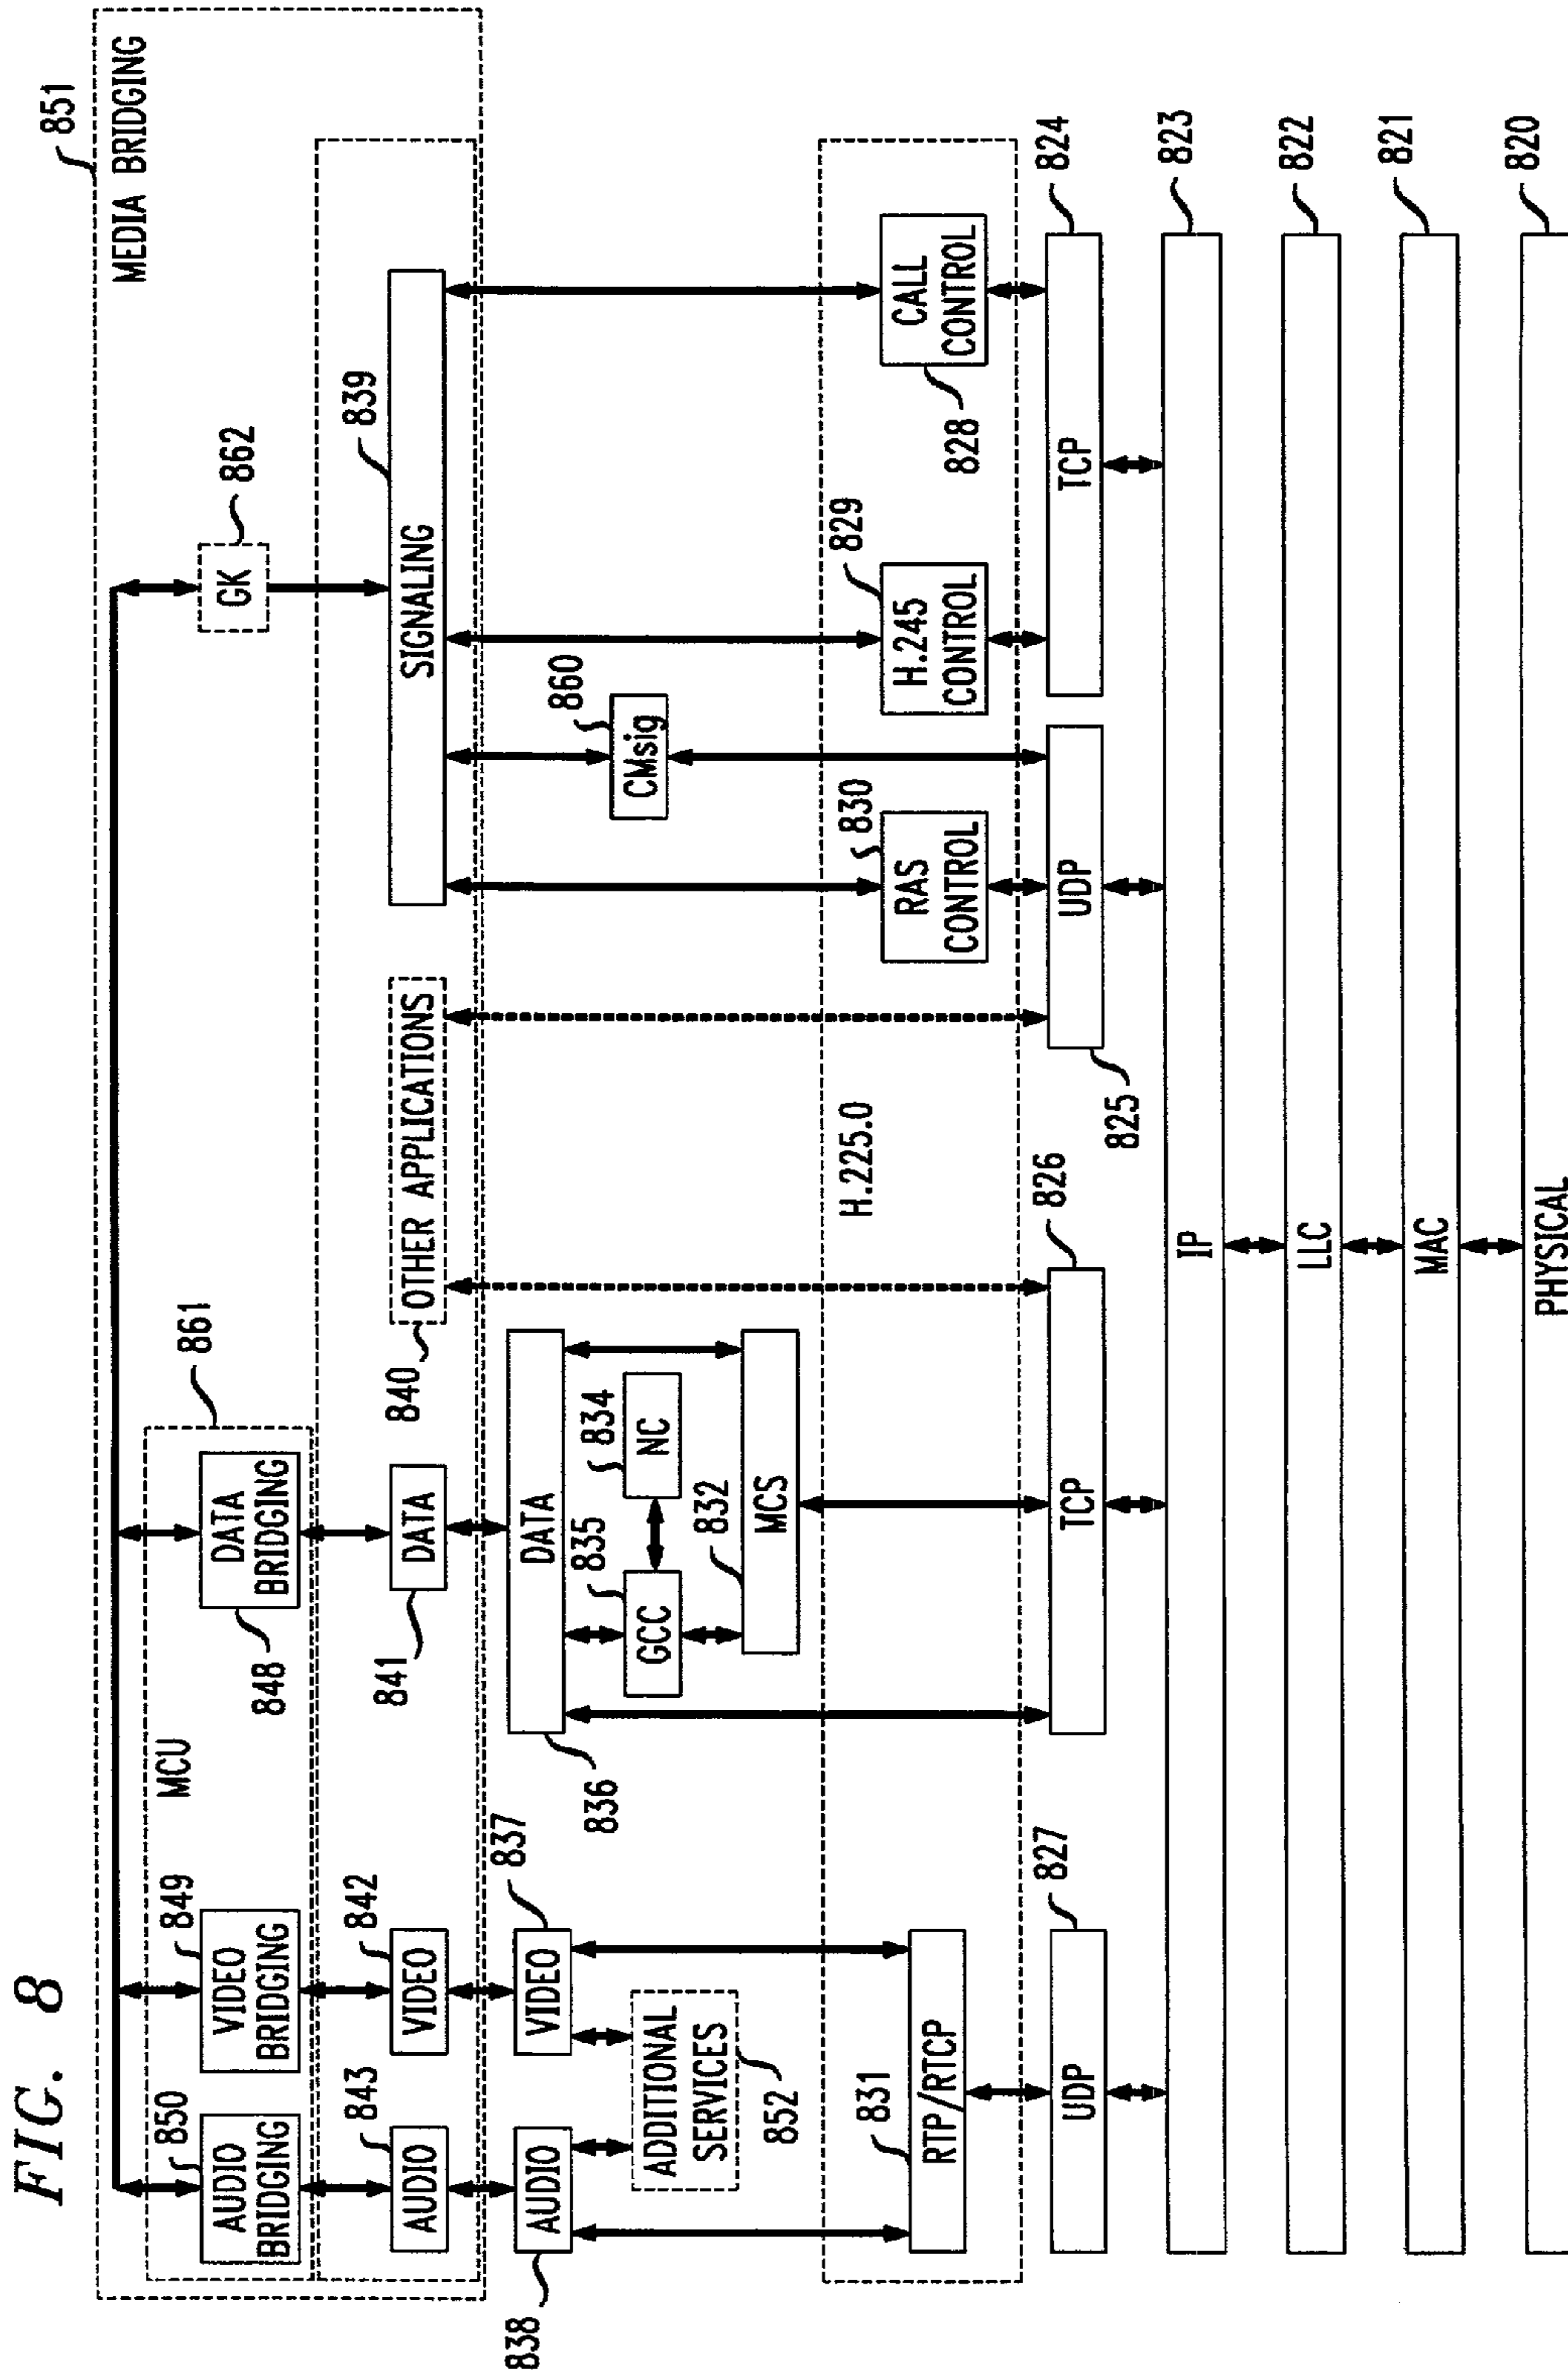 FIG. 8
851
MEDIA BRIDGING
MCU
861
850
AUDIO
BRIDGING
849
VIDEO
BRIDGING
DATA
BRIDGING
848
GK
862
843
AUDIO
842
VIDEO
DATA
841
OTHER APPLICATIONS
840
SIGNALING
839
AUDIO
838
VIDEO
837
DATA
836
ADDITIONAL
SERVICES
852
GCC
835
NC
834
CMsig
860
MCS
832
H.225.0
RTP/RTCP
831
RAS
CONTROL
830
H.245
CONTROL
829
CALL
CONTROL
828
UDP
827
TCP
826
UDP
825
TCP
824
IP
823
LLC
822
MAC
821
PHYSICAL
820